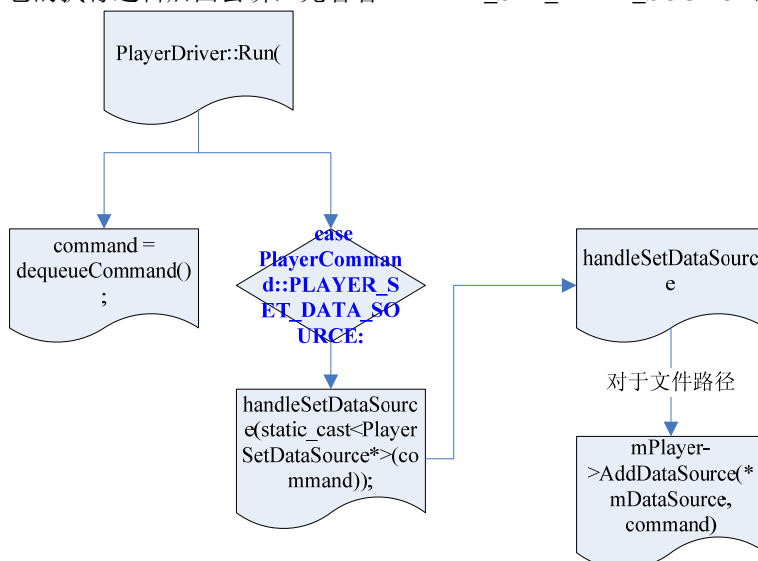 PlayerDriver::Run(
command =
dequeueCommand()
;
case
PlayerComman
d::PLAYER_S
ET_DATA_SO
URCE:
handleSetDataSourc
e(static_cast<Player
SetDataSource*>(co
mmand));
handleSetDataSourc
e
对于文件路径
mPlayer-
>AddDataSource(*
mDataSource,
command)